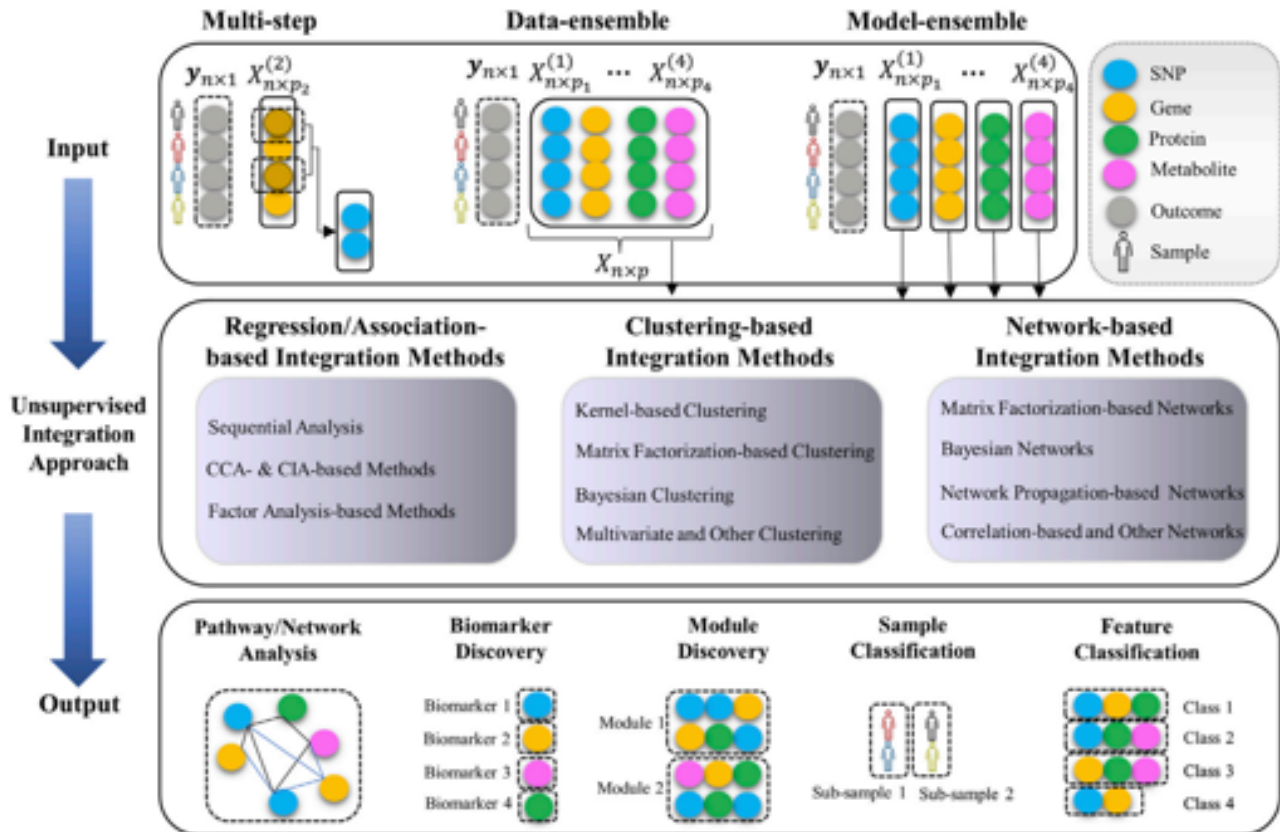 Multi-step
Data-ensemble
Model-ensemble
y n×1 X (2) n×p2
y n×1 X (1) n×p1 ... X (4) n×p4
y n×1 X (1) n×p1 ... X (4) n×p4
X n×p
SNP
Gene
Protein
Metabolite
Outcome
Sample
Input
Unsupervised
Integration
Approach
Output
Regression/Association-
based Integration Methods
Sequential Analysis
CCA- & CIA-based Methods
Factor Analysis-based Methods
Clustering-based
Integration Methods
Kernel-based Clustering
Matrix Factorization-based Clustering
Bayesian Clustering
Multivariate and Other Clustering
Network-based
Integration Methods
Matrix Factorization-based Networks
Bayesian Networks
Network Propagation-based Networks
Correlation-based and Other Networks
Pathway/Network
Analysis
Biomarker
Discovery
Biomarker 1
Biomarker 2
Biomarker 3
Biomarker 4
Module
Discovery
Module 1
Module 2
Sample
Classification
Sub-sample 1
Sub-sample 2
Feature
Classification
Class 1
Class 2
Class 3
Class 4